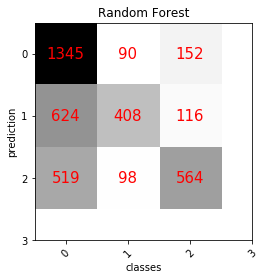 Random Forest
0 1345 90 152
1 624 408 116
prediction
2 519 98 564
3
0 1 2 3
classes